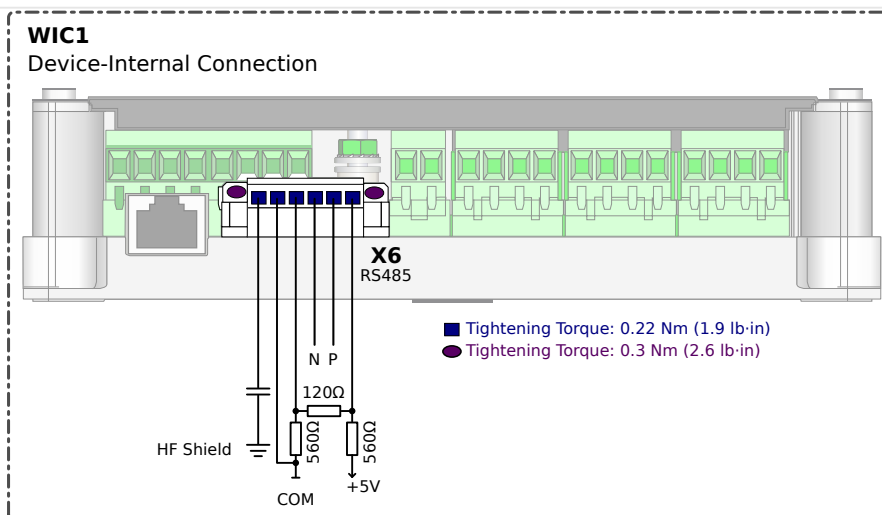 WIC1
Device-Internal Connection
X6
RS485
Tightening Torque: 0.22 Nm (1.9 lb·in)
Tightening Torque: 0.3 Nm (2.6 lb·in)
N P
120Ω
560Ω
560Ω
HF Shield
+5V
COM